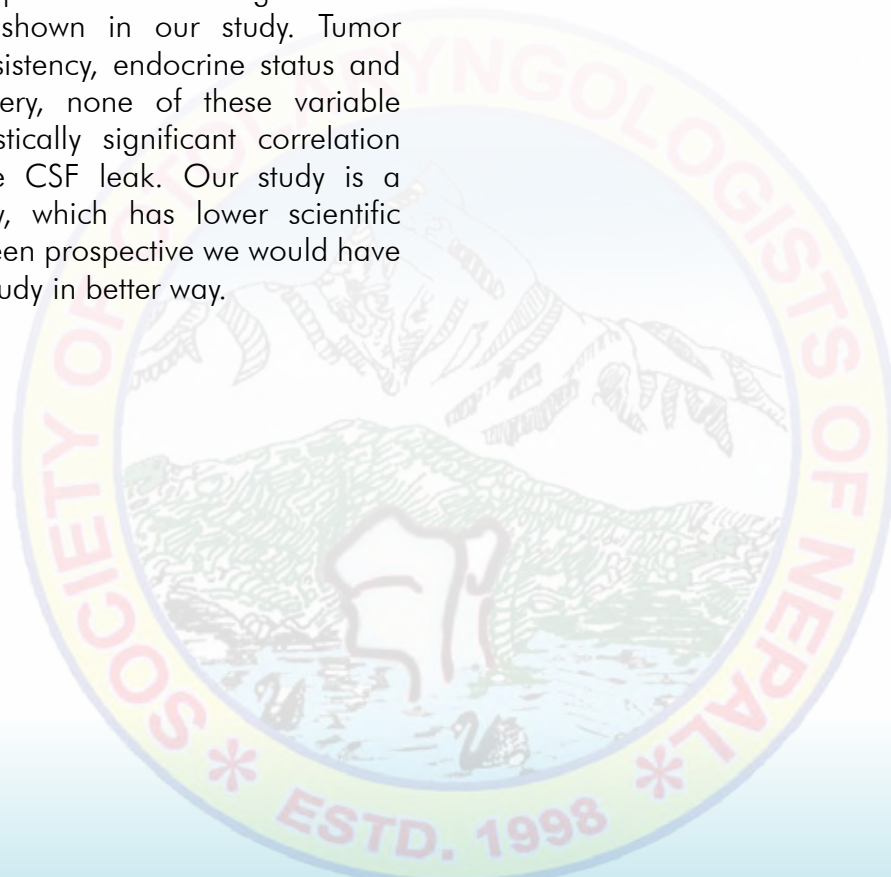 shown in our study. Tumor
sistency, endocrine status and
ery, none of these variable
stically significant correlation
e CSF leak. Our study is a
y, which has lower scientific
een prospective we would have
udy in better way.
SOCIETY OF OTOLARYNGOLOGISTS OF NEPAL
ESTD. 1998